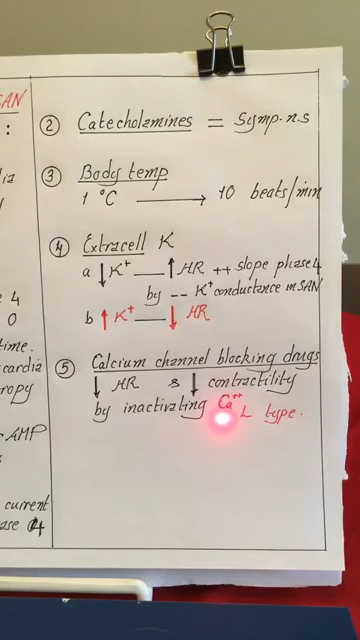 SAN
:
② Catecholamines = Symp. n.s
③ Body temp
1 °C ⟶ 10 beats/min
④ Extracell K
a ↓ K⁺ — ↑ HR ++ slope phase 4
by -- K⁺ conductance in SAN
b ↑ K⁺ — ↓ HR
⑤ Calcium channel blocking drugs
↓ HR & ↓ contractility
by inactivating Ca⁺⁺ L type.
4
0
time.
cardia
ropy
AMP
current
ase 4